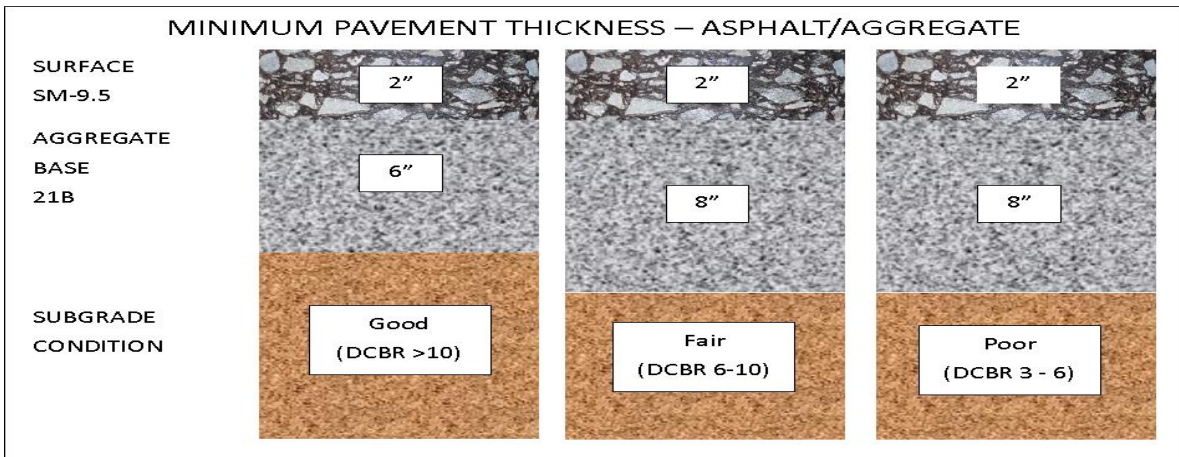 MINIMUM PAVEMENT THICKNESS – ASPHALT/AGGREGATE
SURFACE
SM-9.5
2”
2”
2”
AGGREGATE
BASE
21B
6”
8”
8”
SUBGRADE
CONDITION
Good
(DCBR >10)
Fair
(DCBR 6-10)
Poor
(DCBR 3 - 6)